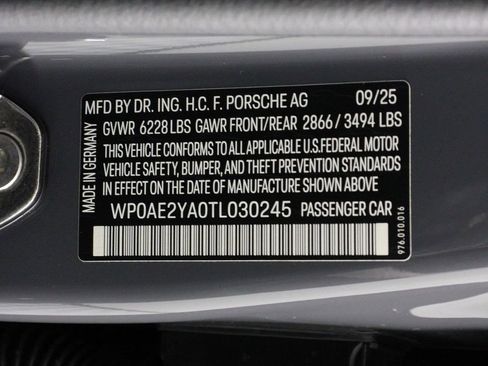 MFD BY DR. ING. H.C. F. PORSCHE AG 09/25
GVWR 6228 LBS GAWR FRONT/REAR 2866/3494 LBS
THIS VEHICLE CONFORMS TO ALL APPLICABLE U.S.FEDERAL
MOTOR VEHICLE SAFETY, BUMPER, AND THEFT PREVENTION STANDARDS
IN EFFECT ON THE DATE OF MANUFACTURE SHOWN ABOVE
WP0AE2YA0TL030245 PASSENGER CAR
MADE IN GERMANY
976.010.016